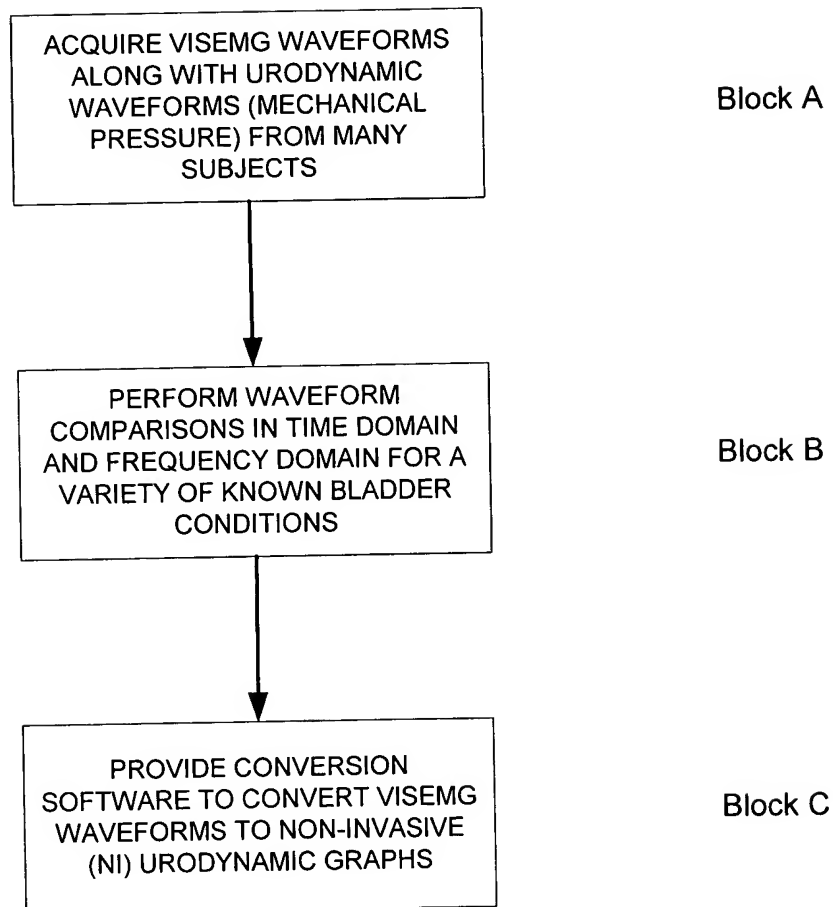 ACQUIRE VISEMG WAVEFORMS
ALONG WITH URODYNAMIC
WAVEFORMS (MECHANICAL
PRESSURE) FROM MANY
SUBJECTS
Block A
PERFORM WAVEFORM
COMPARISONS IN TIME DOMAIN
AND FREQUENCY DOMAIN FOR A
VARIETY OF KNOWN BLADDER
CONDITIONS
Block B
PROVIDE CONVERSION
SOFTWARE TO CONVERT VISEMG
WAVEFORMS TO NON-INVASIVE
(NI) URODYNAMIC GRAPHS
Block C